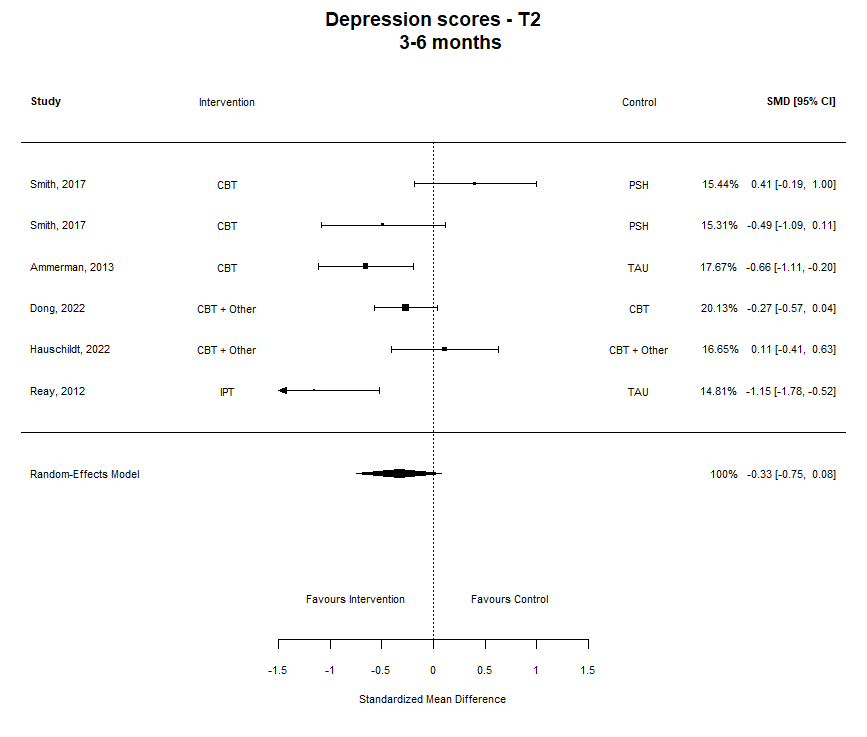 Depression scores - T2
3-6 months
Study Intervention Control SMD [95% CI]
Smith, 2017 CBT PSH 15.44% 0.41 [-0.19, 1.00]
Smith, 2017 CBT PSH 15.31% -0.49 [-1.09, 0.11]
Ammerman, 2013 CBT TAU 17.67% -0.66 [-1.11, -0.20]
Dong, 2022 CBT + Other CBT 20.13% -0.27 [-0.57, 0.04]
Hauschildt, 2022 CBT + Other CBT + Other 16.65% 0.11 [-0.41, 0.63]
Reay, 2012 IPT TAU 14.81% -1.15 [-1.78, -0.52]
Random-Effects Model 100% -0.33 [-0.75, 0.08]
Favours Intervention Favours Control
-1.5 -1 -0.5 0 0.5 1 1.5
Standardized Mean Difference